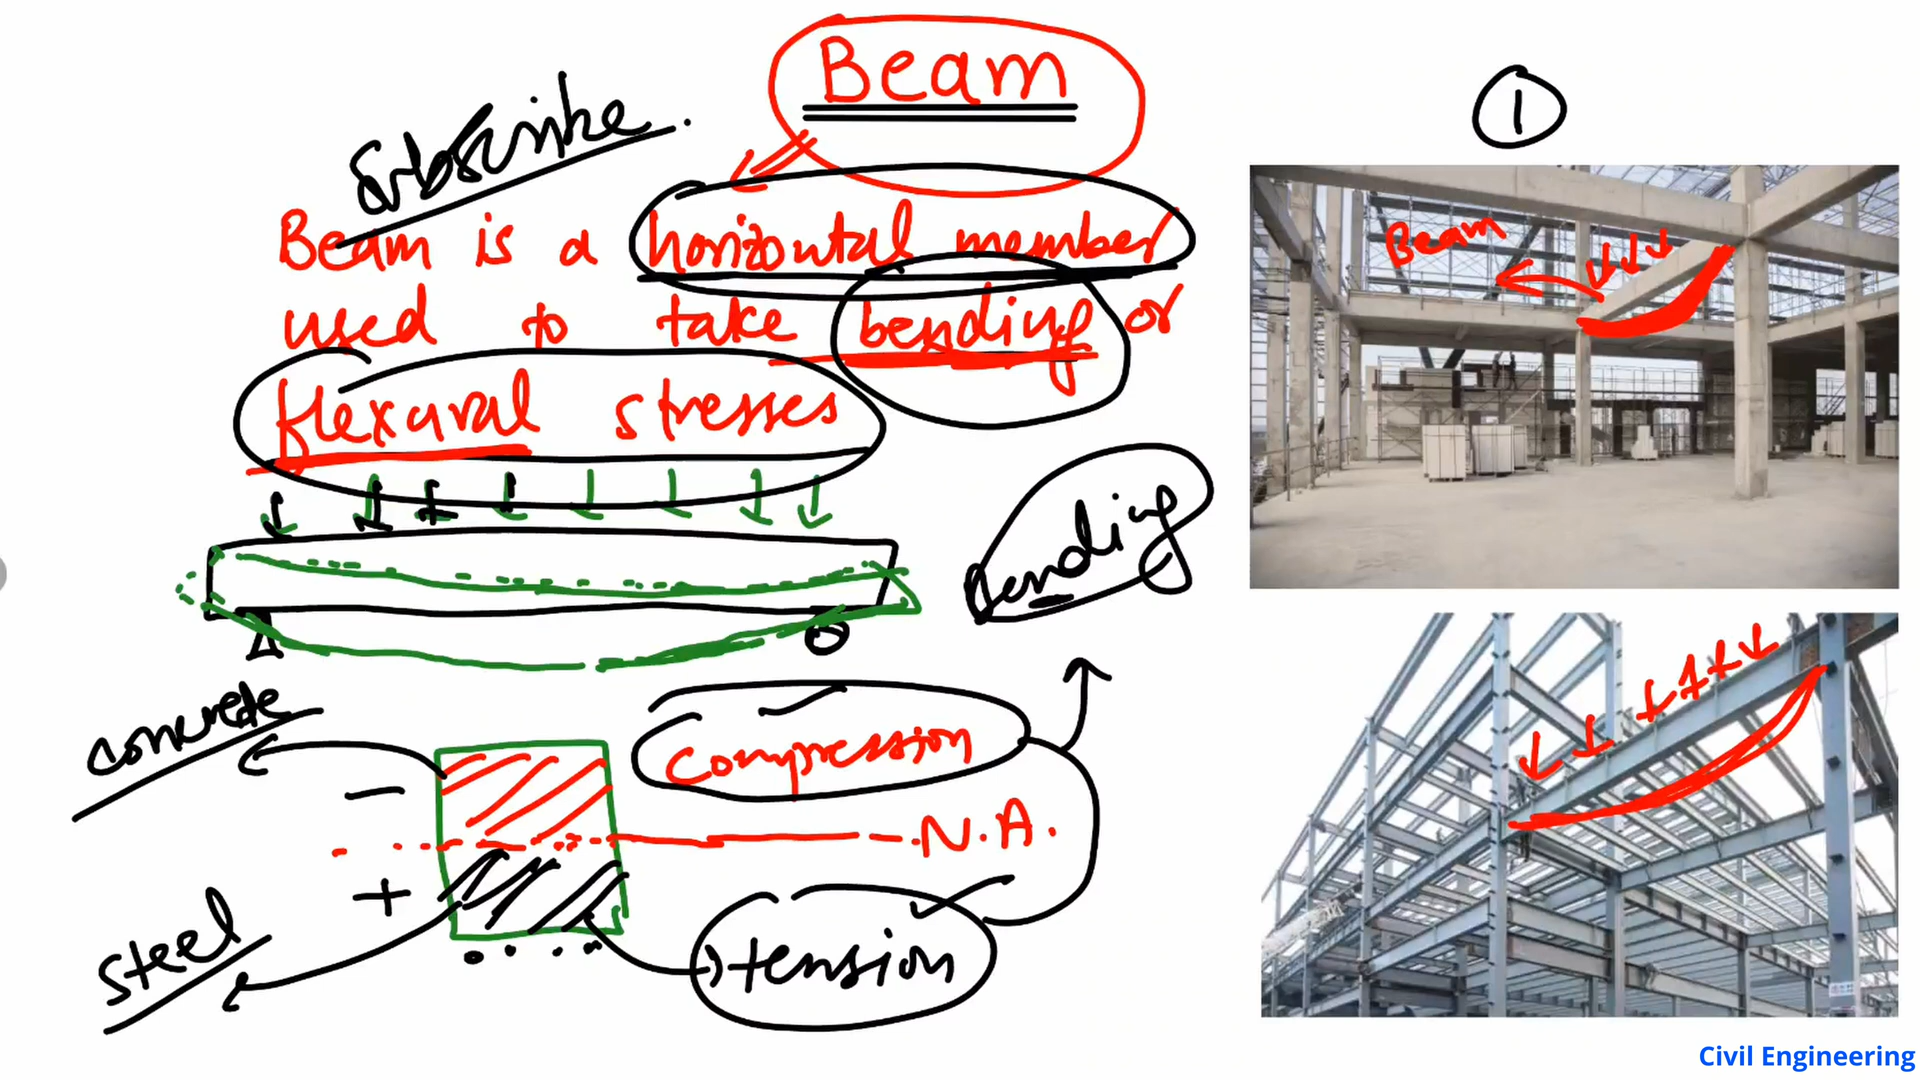 Beam
Subscribe.
1
Beam is a horizontal member
used to take bending or
flexural stresses
Beam
Bending
concrete
compression
-
N.A.
+
steel
tension
Civil Engineering